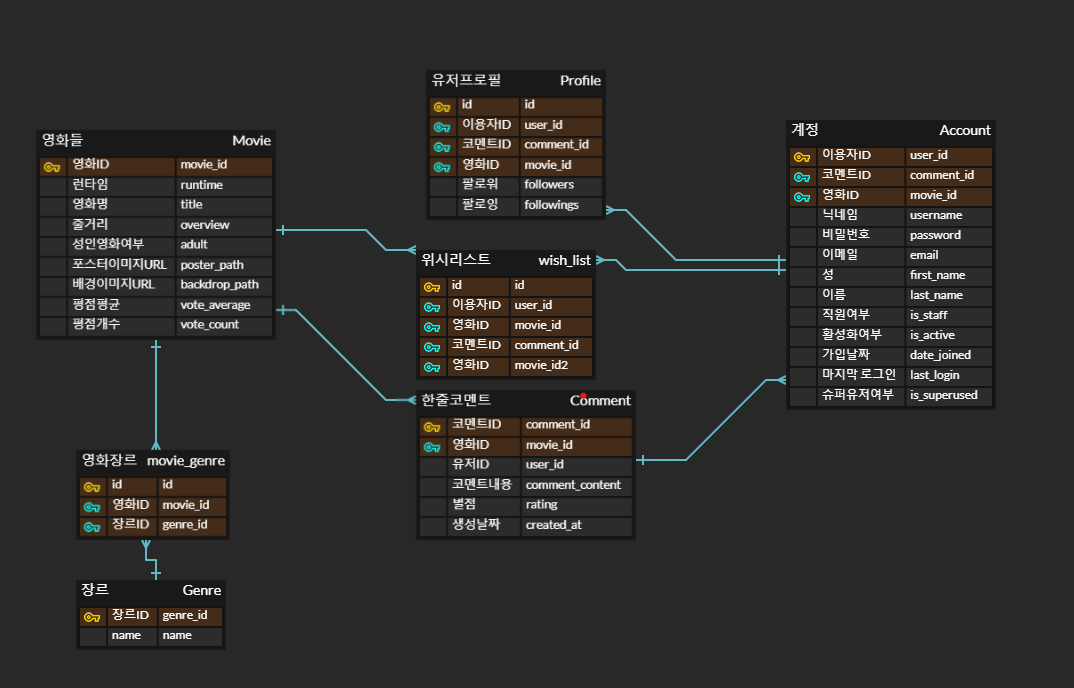 유저프로필 Profile
id id
이용자ID user_id
코멘트ID comment_id
영화ID movie_id
팔로워 followers
팔로잉 followings
계정 Account
이용자ID user_id
코멘트ID comment_id
영화ID movie_id
닉네임 username
비밀번호 password
이메일 email
성 first_name
이름 last_name
직원여부 is_staff
활성화여부 is_active
가입날짜 date_joined
마지막 로그인 last_login
슈퍼유저여부 is_superused
영화들 Movie
영화ID movie_id
런타임 runtime
영화명 title
줄거리 overview
성인영화여부 adult
포스터이미지URL poster_path
배경이미지URL backdrop_path
평점평균 vote_average
평점개수 vote_count
위시리스트 wish_list
id id
이용자ID user_id
영화ID movie_id
코멘트ID comment_id
영화ID movie_id2
한줄코멘트 Comment
코멘트ID comment_id
영화ID movie_id
유저ID user_id
코멘트내용 comment_content
별점 rating
생성날짜 created_at
영화장르 movie_genre
id id
영화ID movie_id
장르ID genre_id
장르 Genre
장르ID genre_id
name name